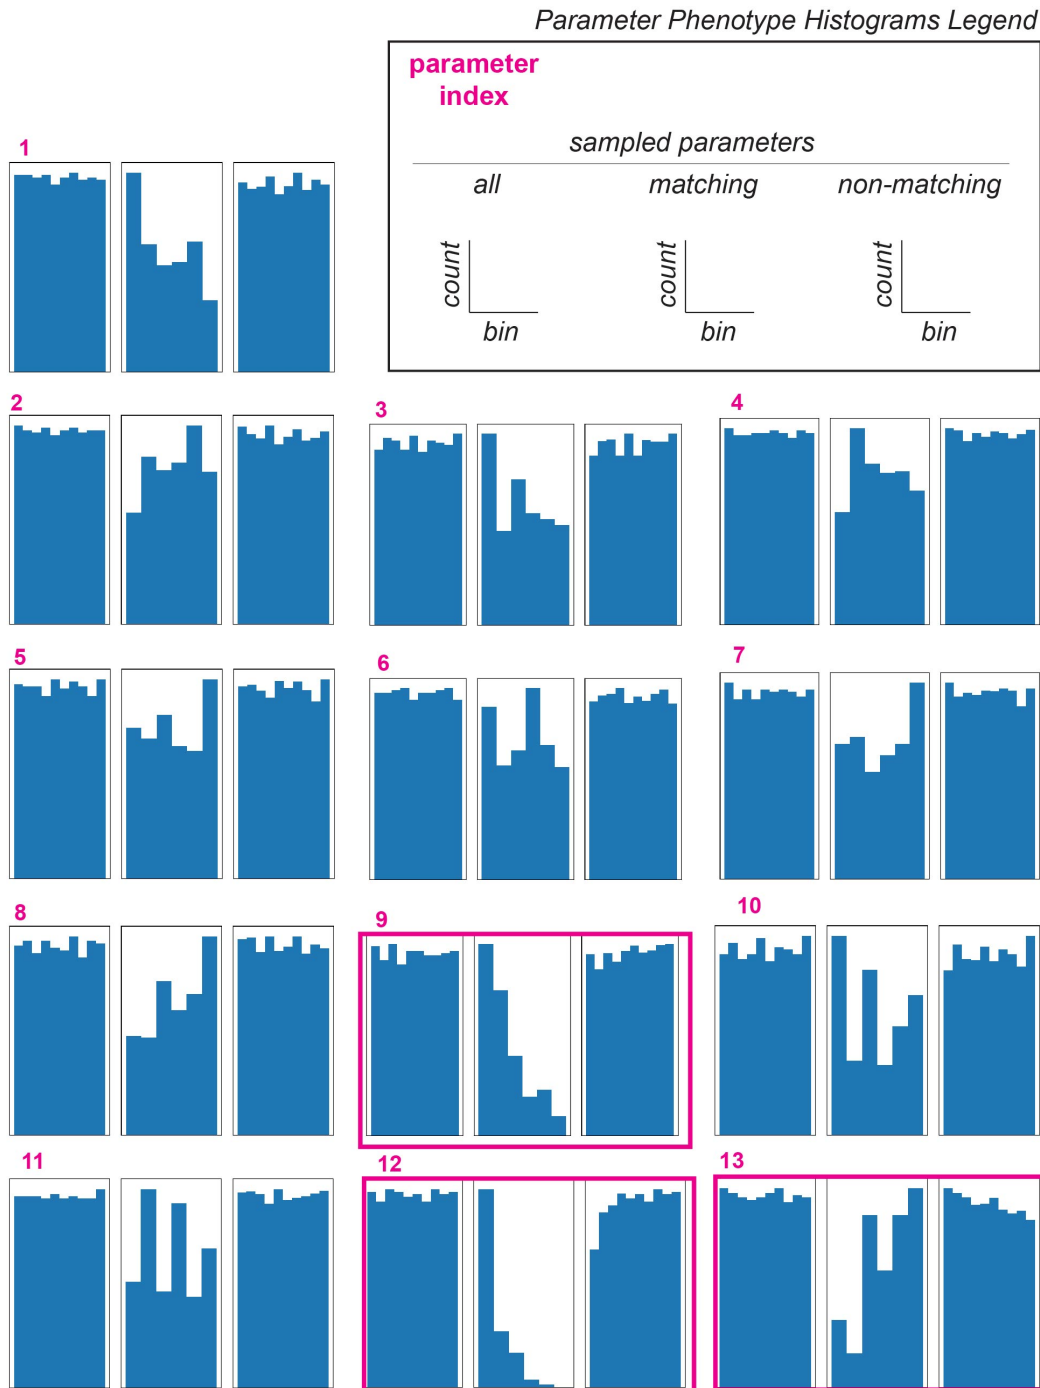 Parameter Phenotype Histograms Legend
parameter
index
sampled parameters
all matching non-matching
count count count
bin bin bin
1
2 3 4
5 6 7
8 9 10
11 12 13